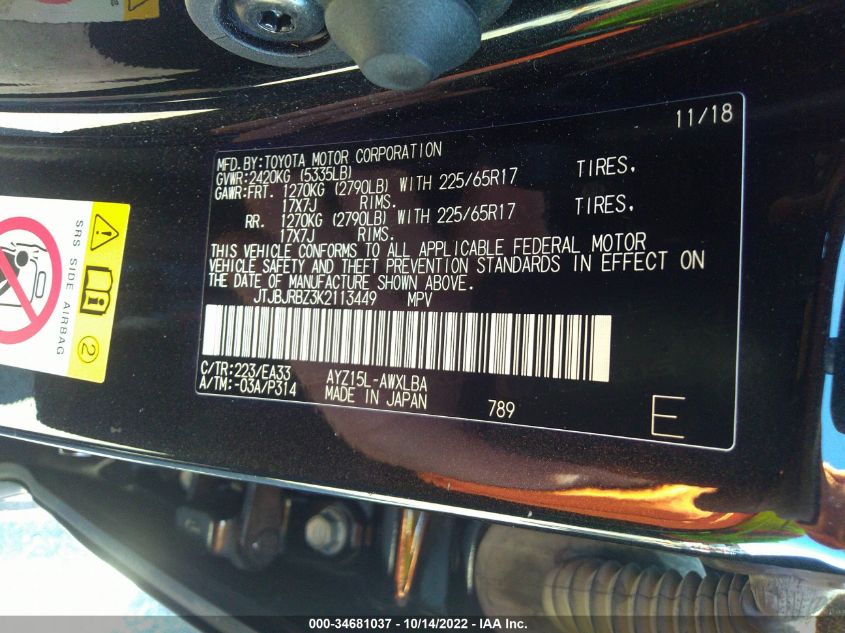 11/18
MFD.BY:TOYOTA MOTOR CORPORATION
GVWR:2420KG (5335LB)
GAWR:FRT. 1270KG (2790LB) WITH 225/65R17 TIRES,
17X7J RIMS.
RR. 1270KG (2790LB) WITH 225/65R17 TIRES,
17X7J RIMS.
THIS VEHICLE CONFORMS TO ALL APPLICABLE FEDERAL MOTOR
VEHICLE SAFETY AND THEFT PREVENTION STANDARDS IN EFFECT ON
THE DATE OF MANUFACTURE SHOWN ABOVE.
JTJBJRBZ3K2113449 MPV
C/TR:223/EA33 AYZ15L-AWXLBA
A/TM:-03A/P314 MADE IN JAPAN 789
E
SRS SIDE AIRBAG
2
000-34681037 - 10/14/2022 - IAA Inc.